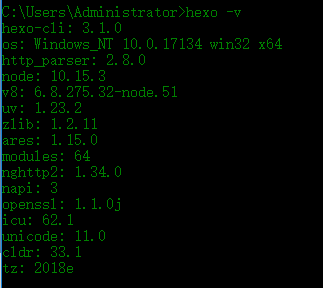 C:\Users\Administrator>hexo -v
hexo-cli: 3.1.0
os: Windows_NT 10.0.17134 win32 x64
http_parser: 2.8.0
node: 10.15.3
v8: 6.8.275.32-node.51
uv: 1.23.2
zlib: 1.2.11
ares: 1.15.0
modules: 64
nghttp2: 1.34.0
napi: 3
openssl: 1.1.0j
icu: 62.1
unicode: 11.0
cldr: 33.1
tz: 2018e